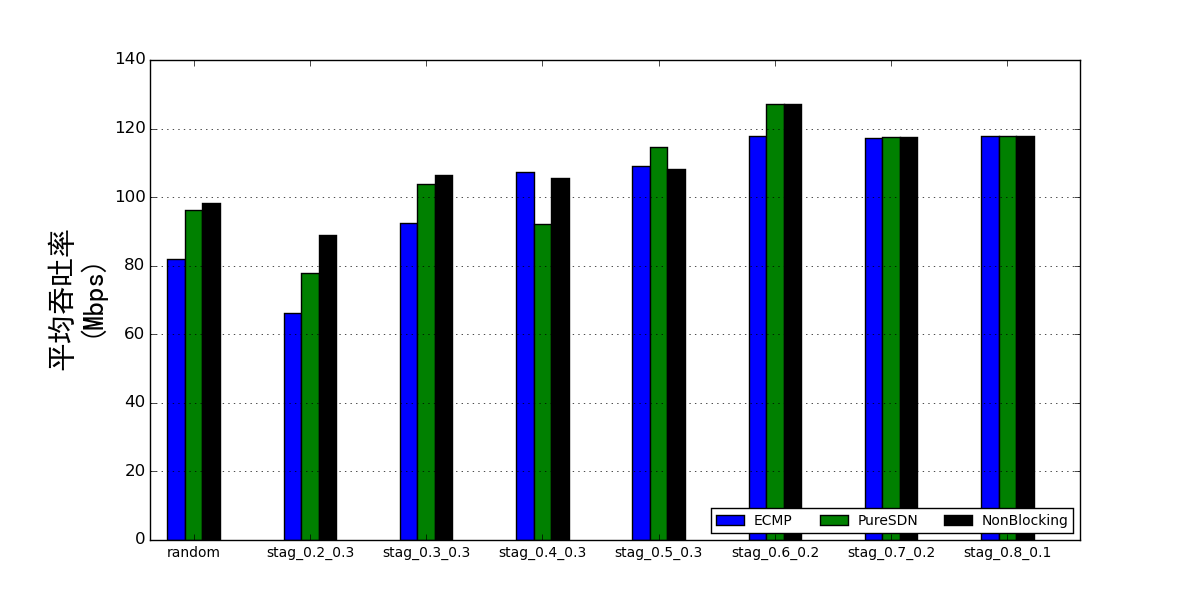 平均吞吐率
(Mbps)
140
120
100
80
60
40
20
0
ECMP PureSDN NonBlocking
random stag_0.2_0.3 stag_0.3_0.3 stag_0.4_0.3 stag_0.5_0.3 stag_0.6_0.2 stag_0.7_0.2 stag_0.8_0.1